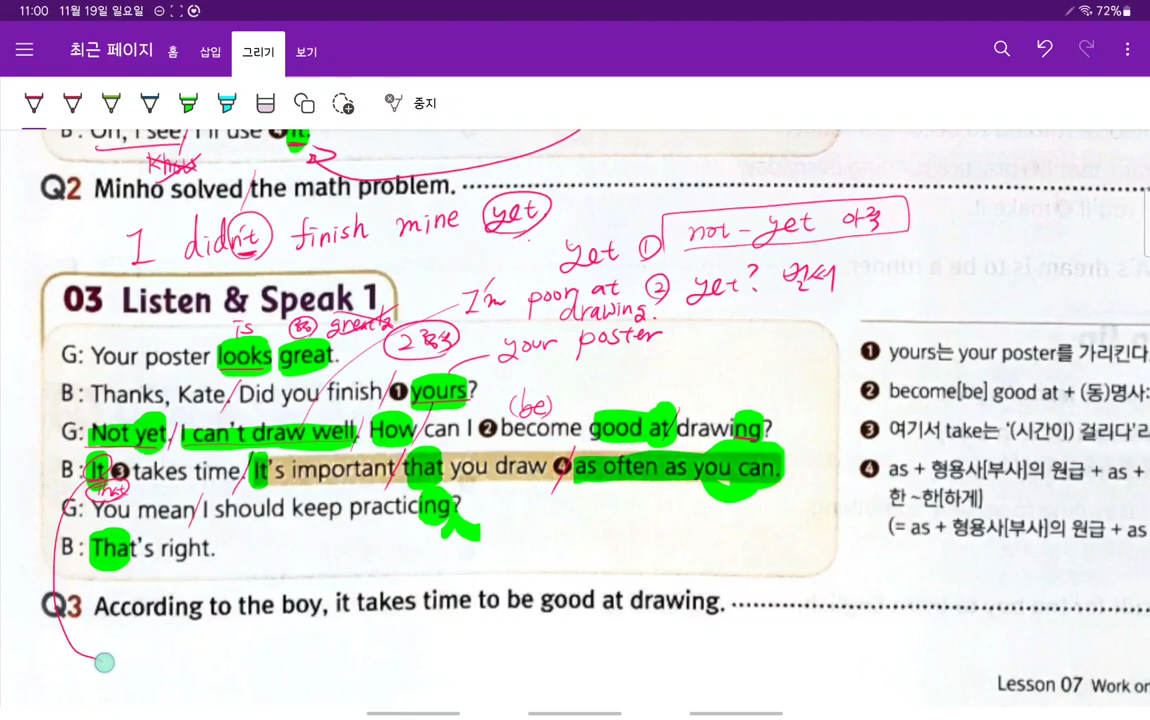 11:00 11월 19일 일요일 72%
최근 페이지 홈 삽입 그리기 보기
중지
B: Oh, I see/ I'll use it.
Q2 Minho solved the math problem.
I didn't finish mine yet
yet ① not - yet 아직
② yet? 벌써
03 Listen & Speak 1
I'm poor at drawing.
is
great
your poster
G: Your poster looks great.
B: Thanks, Kate. Did you finish ❶ yours?
(be)
G: Not yet. I can't draw well. How can I ❷ become good at drawing?
B: It ❸ takes time. It's important that you draw ❹ as often as you can.
that
G: You mean I should keep practicing?
B: That's right.
❶ yours는 your poster를 가리킨다
❷ become[be] good at + (동)명사:
❸ 여기서 take는 '(시간이) 걸리다'
❹ as + 형용사[부사]의 원급 + as +
한 ~한[하게]
(= as + 형용사[부사]의 원급 + as
Q3 According to the boy, it takes time to be good at drawing.
Lesson 07 Work on